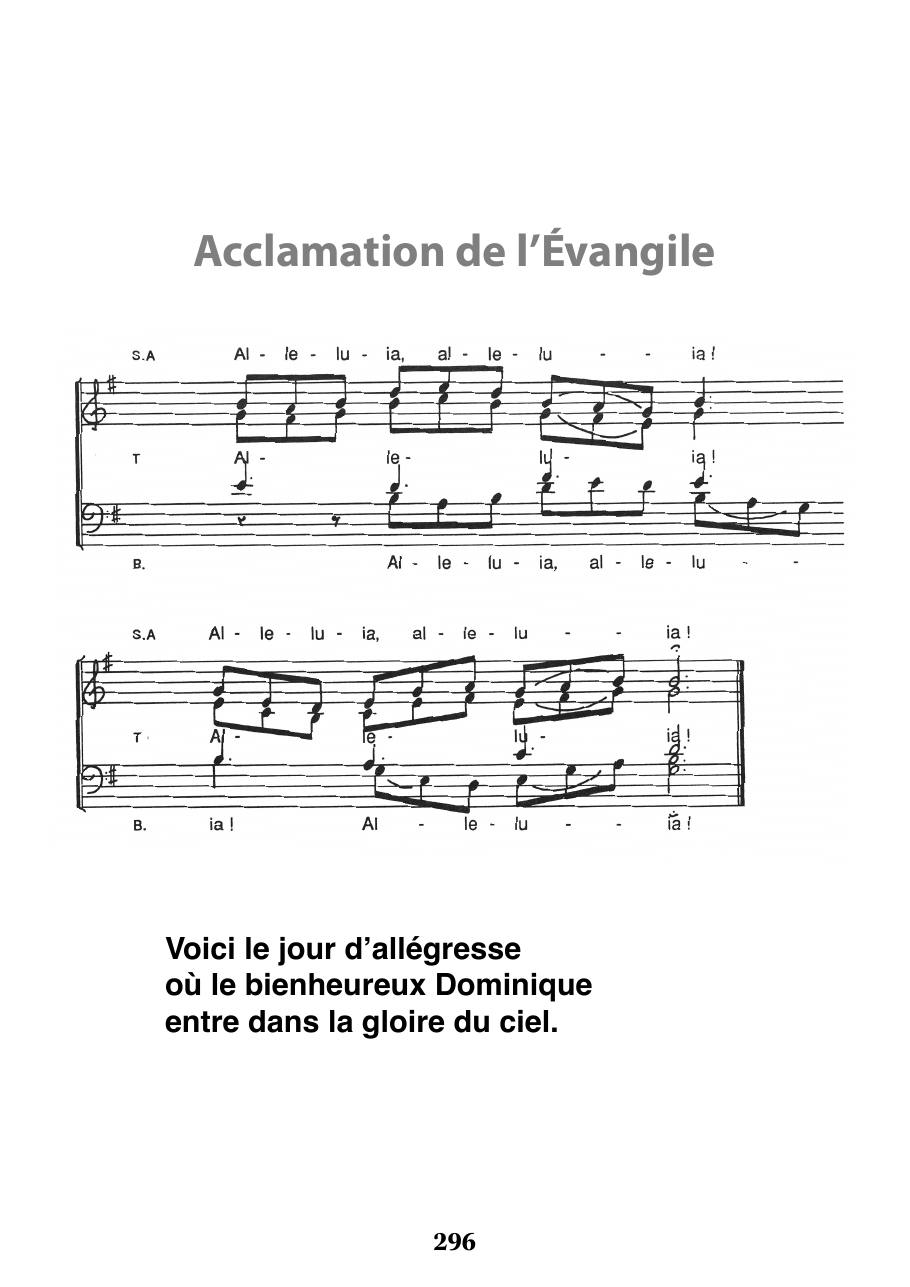 Acclamation de l’Évangile
S.A Al - le - lu - ia, al - le - lu - - ia !
T Al - le - lu - ia !
B. Al - le - lu - ia, al - le - lu - -
S.A Al - le - lu - ia, al - le - lu - - ia !
T Al - le - lu - ia !
B. ia ! Al - le - lu - - ia !
Voici le jour d’allégresse
où le bienheureux Dominique
entre dans la gloire du ciel.
296